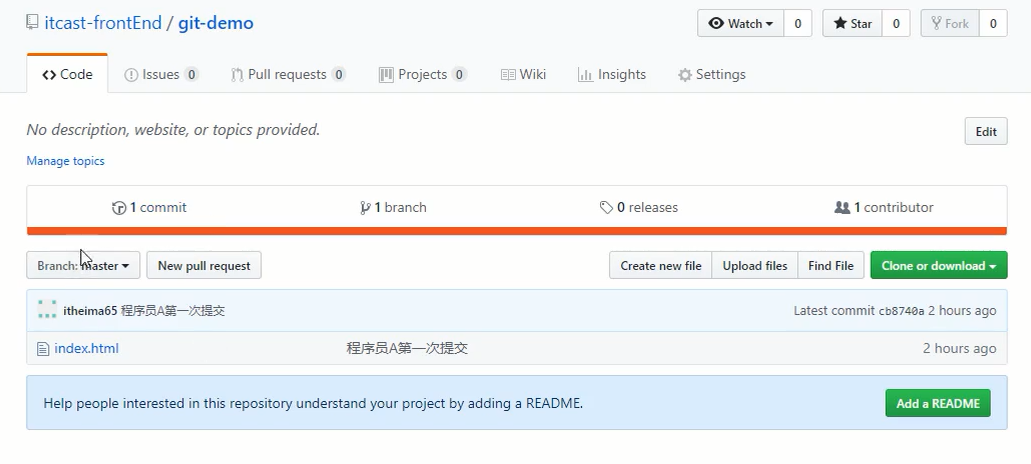 itcast-frontEnd / git-demo Watch 0 Star 0 Fork 0
Code Issues 0 Pull requests 0 Projects 0 Wiki Insights Settings
No description, website, or topics provided. Edit
Manage topics
1 commit 1 branch 0 releases 1 contributor
Branch: master New pull request Create new file Upload files Find File Clone or download
itheima65 程序员A第一次提交 Latest commit cb8740a 2 hours ago
index.html 程序员A第一次提交 2 hours ago
Help people interested in this repository understand your project by adding a README. Add a README